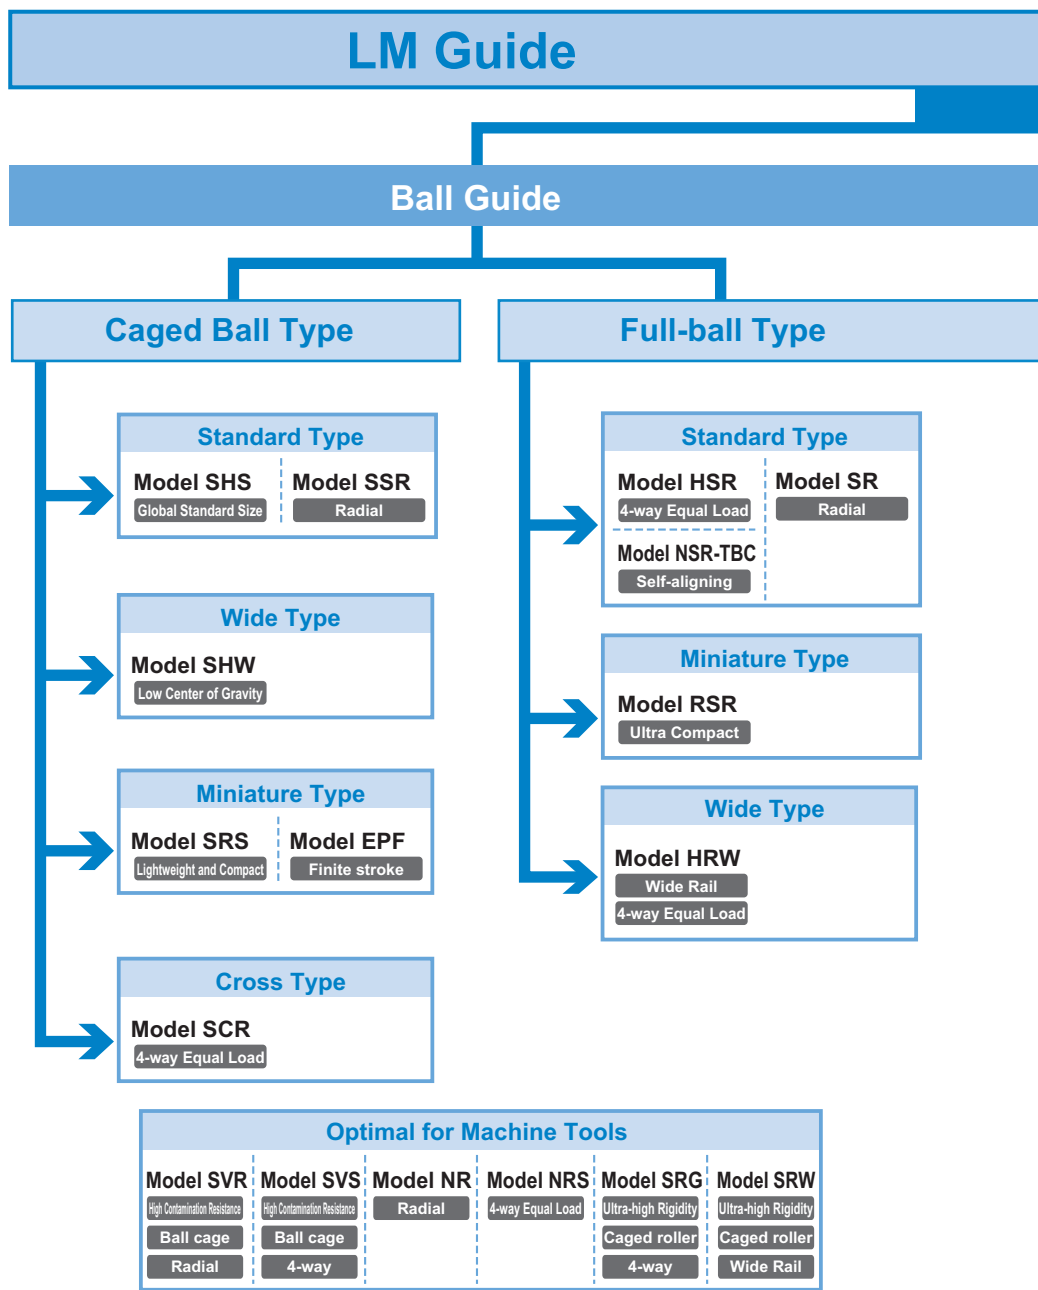 LM Guide
Ball Guide
Caged Ball Type
Full-ball Type
Standard Type
Model SHS
Global Standard Size
Model SSR
Radial
Wide Type
Model SHW
Low Center of Gravity
Miniature Type
Model SRS
Lightweight and Compact
Model EPF
Finite stroke
Cross Type
Model SCR
4-way Equal Load
Standard Type
Model HSR
4-way Equal Load
Model NSR-TBC
Self-aligning
Model SR
Radial
Miniature Type
Model RSR
Ultra Compact
Wide Type
Model HRW
Wide Rail
4-way Equal Load
Optimal for Machine Tools
Model SVR
High Contamination Resistance
Ball cage
Radial
Model SVS
High Contamination Resistance
Ball cage
4-way
Model NR
Radial
Model NRS
4-way Equal Load
Model SRG
Ultra-high Rigidity
Caged roller
4-way
Model SRW
Ultra-high Rigidity
Caged roller
Wide Rail